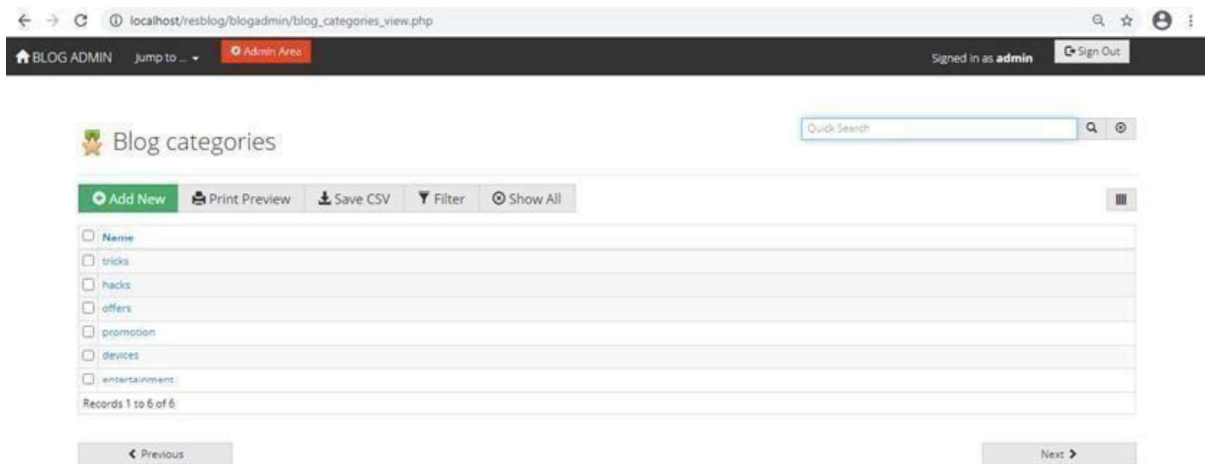 localhost/resblog/blogadmin/blog_categories_view.php
BLOG ADMIN Jump to ... Admin Area Signed in as admin Sign Out
Blog categories Quick Search
Add New Print Preview Save CSV Filter Show All
Name
tricks
hacks
offers
promotion
devices
entertainment
Records 1 to 6 of 6
Previous Next